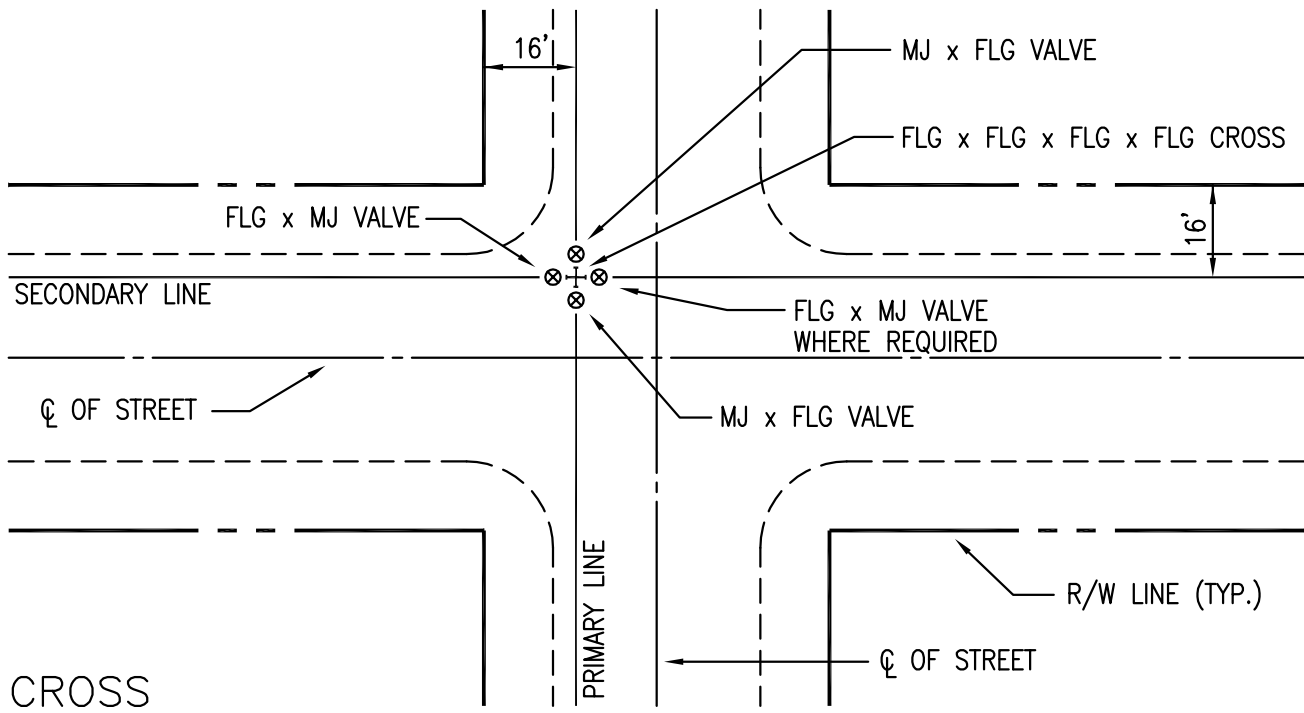 16'
MJ x FLG VALVE
FLG x FLG x FLG x FLG CROSS
FLG x MJ VALVE
16'
SECONDARY LINE
FLG x MJ VALVE
WHERE REQUIRED
℄ OF STREET
MJ x FLG VALVE
PRIMARY LINE
R/W LINE (TYP.)
℄ OF STREET
CROSS